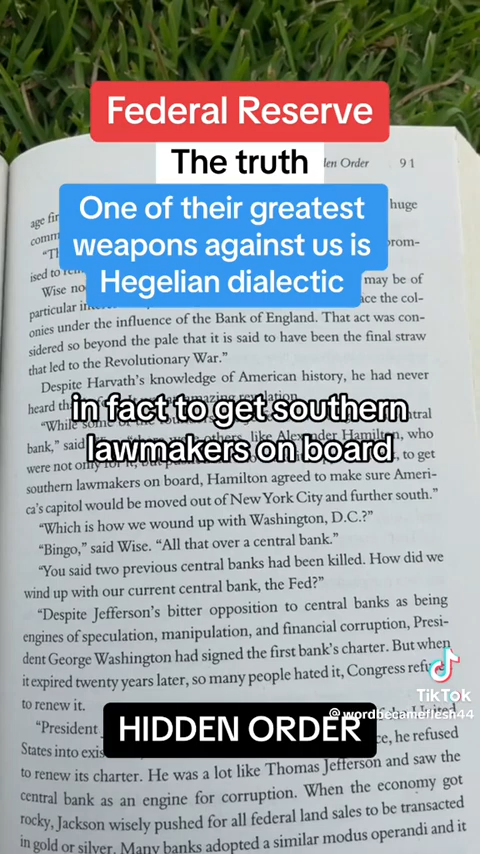 Federal Reserve
The truth
One of their greatest
weapons against us is
Hegelian dialectic
in fact to get southern
lawmakers on board
HIDDEN ORDER
TikTok
@wordbecameflesh44
Order 91
age huge
ised to
Wise may be of
particular
onies under the influence of the Bank of England. That act was con-
sidered so beyond the pale that it is said to have been the final straw
that led to the Revolutionary War.”
Despite Harvath’s knowledge of American history, he had never
heard
“While
bank,” said others, like Alexander Hamilton, who
were not only to get
southern lawmakers on board, Hamilton agreed to make sure Ameri-
ca’s capitol would be moved out of New York City and further south.”
“Which is how we wound up with Washington, D.C.?”
“Bingo,” said Wise. “All that over a central bank.”
“You said two previous central banks had been killed. How did we
wind up with our current central bank, the Fed?”
“Despite Jefferson’s bitter opposition to central banks as being
engines of speculation, manipulation, and financial corruption, Presi-
dent George Washington had signed the first bank’s charter. But when
it expired twenty years later, so many people hated it, Congress
to renew it.
“President of the United
States into he refused
to renew its charter. He was a lot like Thomas Jefferson and saw the
central bank as an engine for corruption. When the economy got
rocky, Jackson wisely pushed for all federal land sales to be transacted
in gold or silver. Many banks adopted a similar modus operandi and it